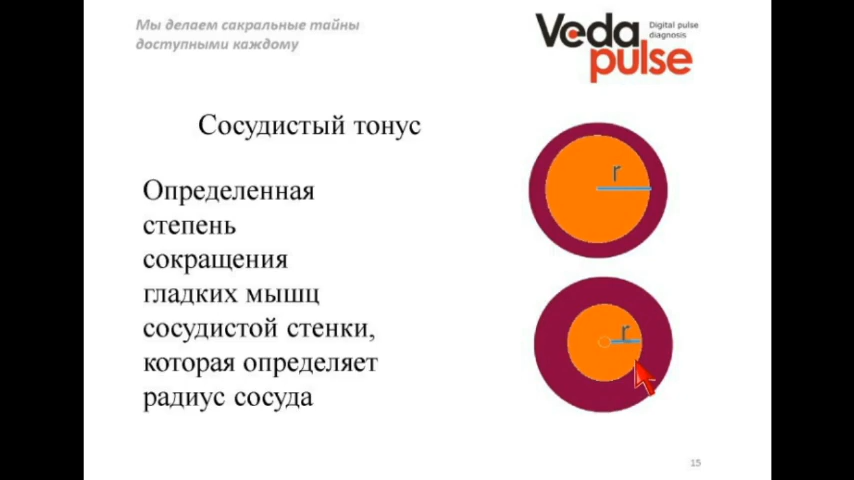 Мы делаем сакральные тайны
доступными каждому
Veda
pulse
Digital pulse
diagnosis
Сосудистый тонус
Определенная
степень
сокращения
гладких мышц
сосудистой стенки,
которая определяет
радиус сосуда
r
r
15